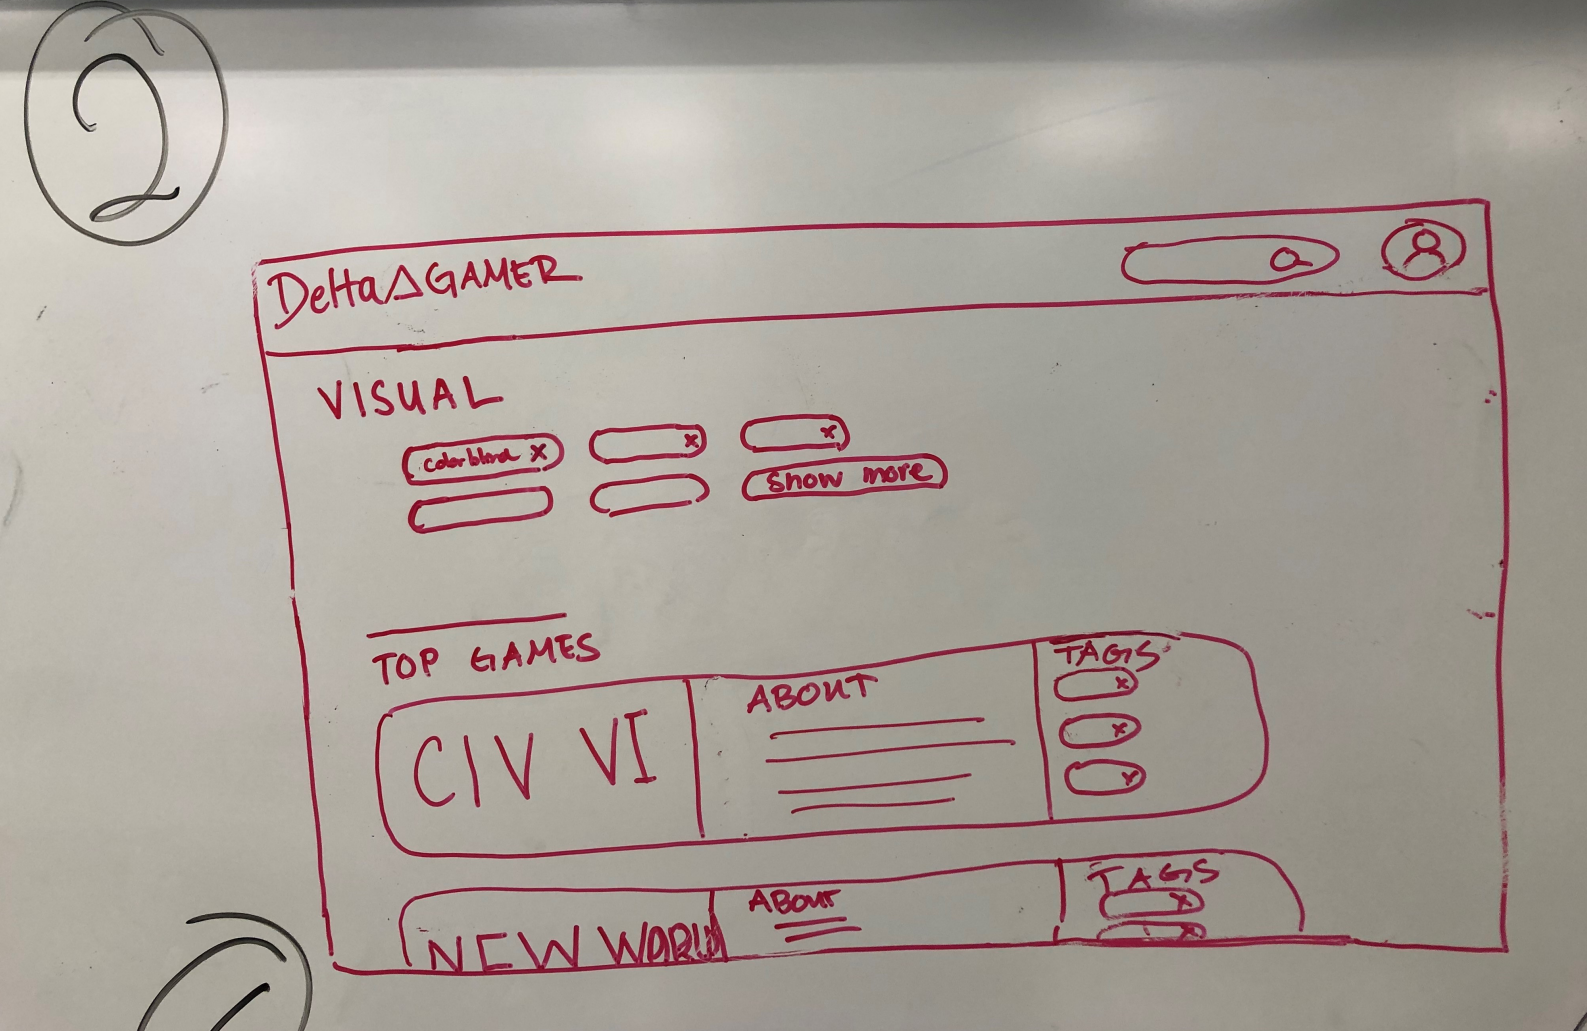 2
Delta△GAMER
VISUAL
colorblind x
x
x
show more
TOP GAMES
CIV VI
ABOUT
TAGS
x
x
x
NEW WORLD
ABOUT
TAGS
x
x